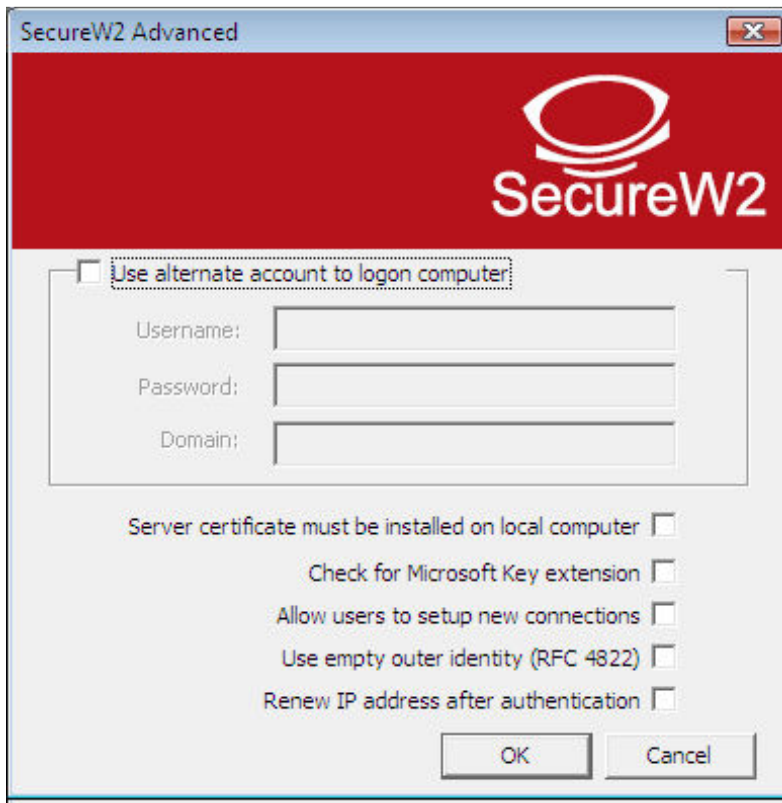 SecureW2 Advanced
SecureW2
Use alternate account to logon computer
Username:
Password:
Domain:
Server certificate must be installed on local computer
Check for Microsoft Key extension
Allow users to setup new connections
Use empty outer identity (RFC 4822)
Renew IP address after authentication
OK Cancel